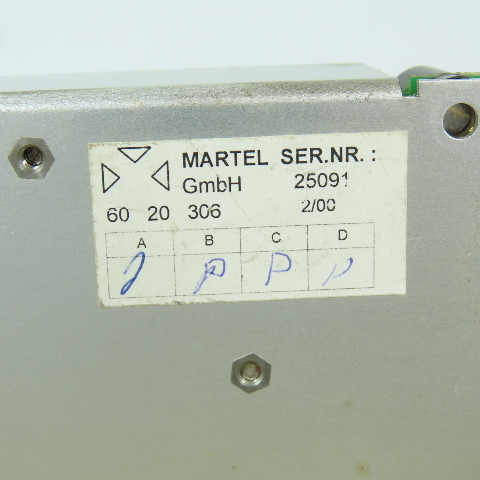 MARTEL SER.NR. :
GmbH 25091
60 20 306 2/00
A B C D
P P